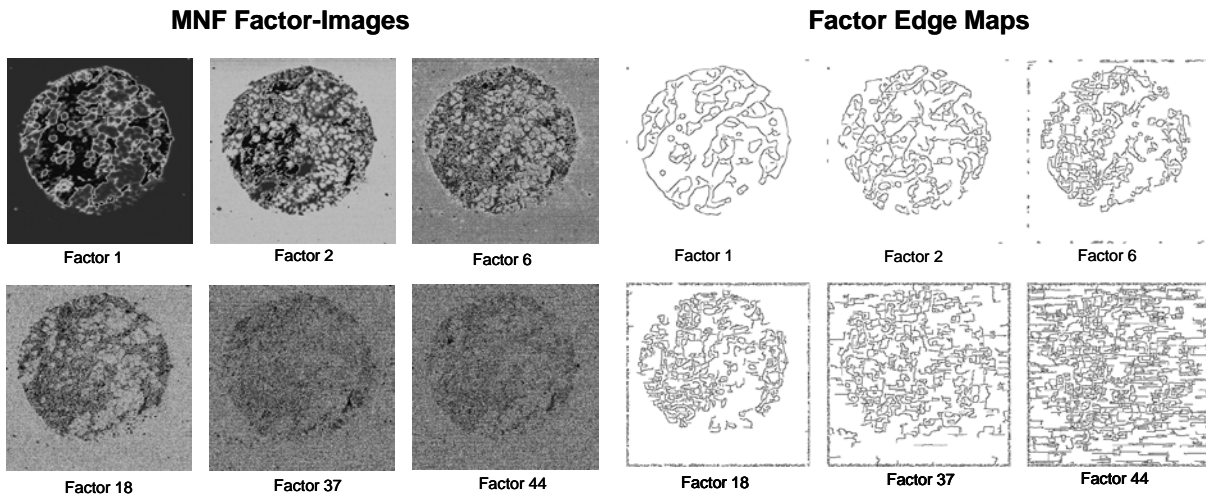 MNF Factor-Images
Factor Edge Maps
Factor 1
Factor 2
Factor 6
Factor 1
Factor 2
Factor 6
Factor 18
Factor 37
Factor 44
Factor 18
Factor 37
Factor 44